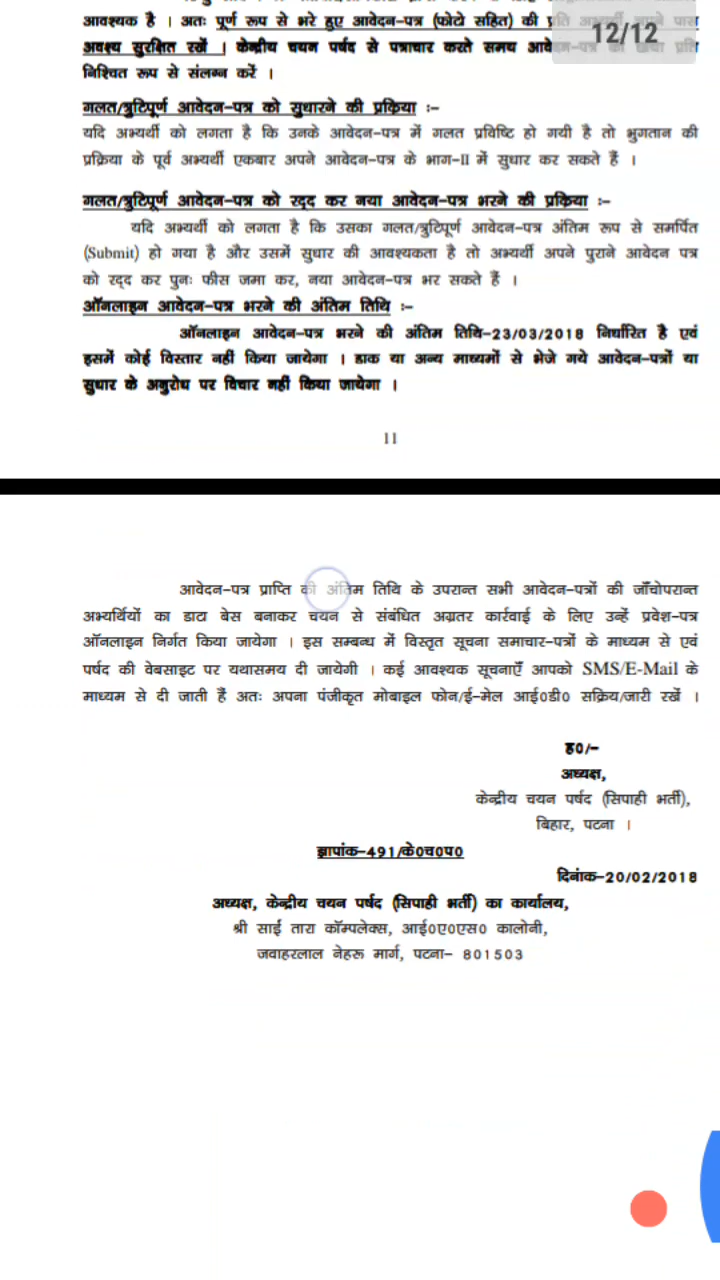 आवश्यक है । अतः पूर्ण रूप से भरे हुए आवेदन-पत्र (फोटो सहित) की प्रति अभ्यर्थी अपने पास
12/12
अवश्य सुरक्षित रखें । केन्द्रीय चयन पर्षद से पत्राचार करते समय आवेदन-पत्र की छाया प्रति
निश्चित रूप से संलग्न करें ।
गलत/त्रुटिपूर्ण आवेदन-पत्र को सुधारने की प्रक्रिया :-
यदि अभ्यर्थी को लगता है कि उनके आवेदन-पत्र में गलत प्रविष्टि हो गयी है तो भुगतान की
प्रक्रिया के पूर्व अभ्यर्थी एकबार अपने आवेदन-पत्र के भाग-II में सुधार कर सकते हैं ।
गलत/त्रुटिपूर्ण आवेदन-पत्र को रद्द कर नया आवेदन-पत्र भरने की प्रक्रिया :-
यदि अभ्यर्थी को लगता है कि उसका गलत/त्रुटिपूर्ण आवेदन-पत्र अंतिम रूप से समर्पित
(Submit) हो गया है और उसमें सुधार की आवश्यकता है तो अभ्यर्थी अपने पुराने आवेदन पत्र
को रद्द कर पुनः फीस जमा कर, नया आवेदन-पत्र भर सकते हैं ।
ऑनलाइन आवेदन-पत्र भरने की अंतिम तिथि :-
ऑनलाइन आवेदन-पत्र भरने की अंतिम तिथि-23/03/2018 निर्धारित है एवं
इसमें कोई विस्तार नहीं किया जायेगा । डाक या अन्य माध्यमों से भेजे गये आवेदन-पत्रों या
सुधार के अनुरोध पर विचार नहीं किया जायेगा ।
11
आवेदन-पत्र प्राप्ति की अंतिम तिथि के उपरान्त सभी आवेदन-पत्रों की जाँचोपरान्त
अभ्यर्थियों का डाटा बेस बनाकर चयन से संबंधित अग्रतर कार्रवाई के लिए उन्हें प्रवेश-पत्र
ऑनलाइन निर्गत किया जायेगा । इस सम्बन्ध में विस्तृत सूचना समाचार-पत्रों के माध्यम से एवं
पर्षद की वेबसाइट पर यथासमय दी जायेगी । कई आवश्यक सूचनाएँ आपको SMS/E-Mail के
माध्यम से दी जाती हैं अतः अपना पंजीकृत मोबाइल फोन/ई-मेल आई०डी० सक्रिय/जारी रखें ।
ह०/-
अध्यक्ष,
केन्द्रीय चयन पर्षद (सिपाही भर्ती),
बिहार, पटना ।
ज्ञापांक-491/के०च०प०
दिनांक-20/02/2018
अध्यक्ष, केन्द्रीय चयन पर्षद (सिपाही भर्ती) का कार्यालय,
श्री साईं तारा कॉम्पलेक्स, आई०ए०एस० कालोनी,
जवाहरलाल नेहरू मार्ग, पटना- 801503